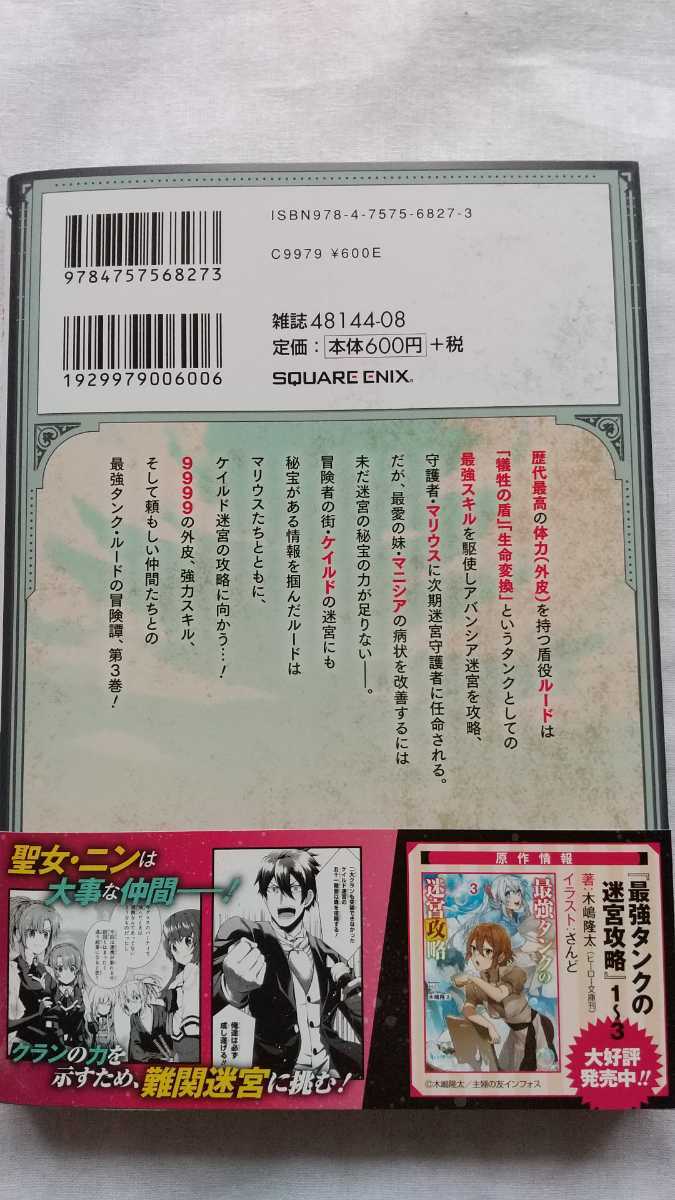 ISBN978-4-7575-6827-3
C9979 ¥600E
9784757568273
1929979006006
雑誌 48144-08
定価：本体600円＋税
SQUARE ENIX®
歴代最高の体力(外皮)を持つ盾役ルードは
「犠牲の盾」「生命変換」というタンクとしての
最強スキルを駆使しアバンシア迷宮を攻略、
守護者・マリウスに次期迷宮守護者に任命される。
だが、最愛の妹・マニシアの病状を改善するには
未だ迷宮の秘宝の力が足りない──。
冒険者の街・ケイルドの迷宮にも
秘宝がある情報を掴んだルードは
マリウスたちとともに、
ケイルド迷宮の攻略に向かう…！
9999の外皮、強力スキル、
そして頼もしい仲間たちとの
最強タンク・ルードの冒険譚、第3巻！
聖女・ニンは
大事な仲間──！
クランの力を
示すため、難関迷宮に挑む！
俺達は必ず
成し遂げる!!
原作情報
『最強タンクの
迷宮攻略』1〜3
著：木嶋隆太（ヒーロー文庫刊）
イラスト：さんど
最強タンクの
迷宮攻略
3
木嶋隆太
大好評
発売中!!
©木嶋隆太／主婦の友インフォス